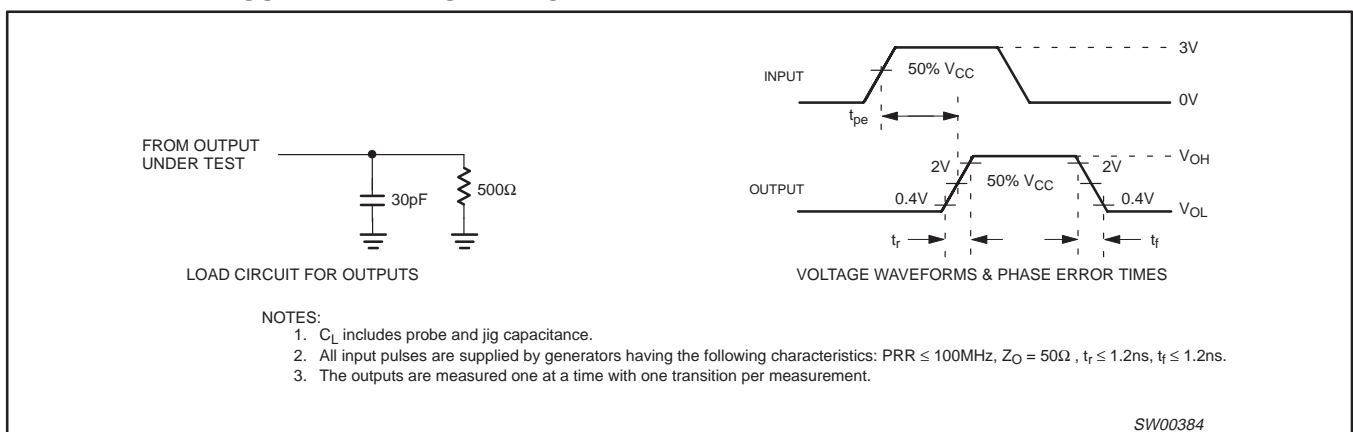 FROM OUTPUT
UNDER TEST
30pF
500Ω
LOAD CIRCUIT FOR OUTPUTS
INPUT
50% VCC
3V
0V
tpe
OUTPUT
2V
50% VCC
2V
VOH
0.4V
0.4V
VOL
tr
tf
VOLTAGE WAVEFORMS & PHASE ERROR TIMES
NOTES:
1. CL includes probe and jig capacitance.
2. All input pulses are supplied by generators having the following characteristics: PRR ≤ 100MHz, ZO = 50Ω , tr ≤ 1.2ns, tf ≤ 1.2ns.
3. The outputs are measured one at a time with one transition per measurement.
SW00384